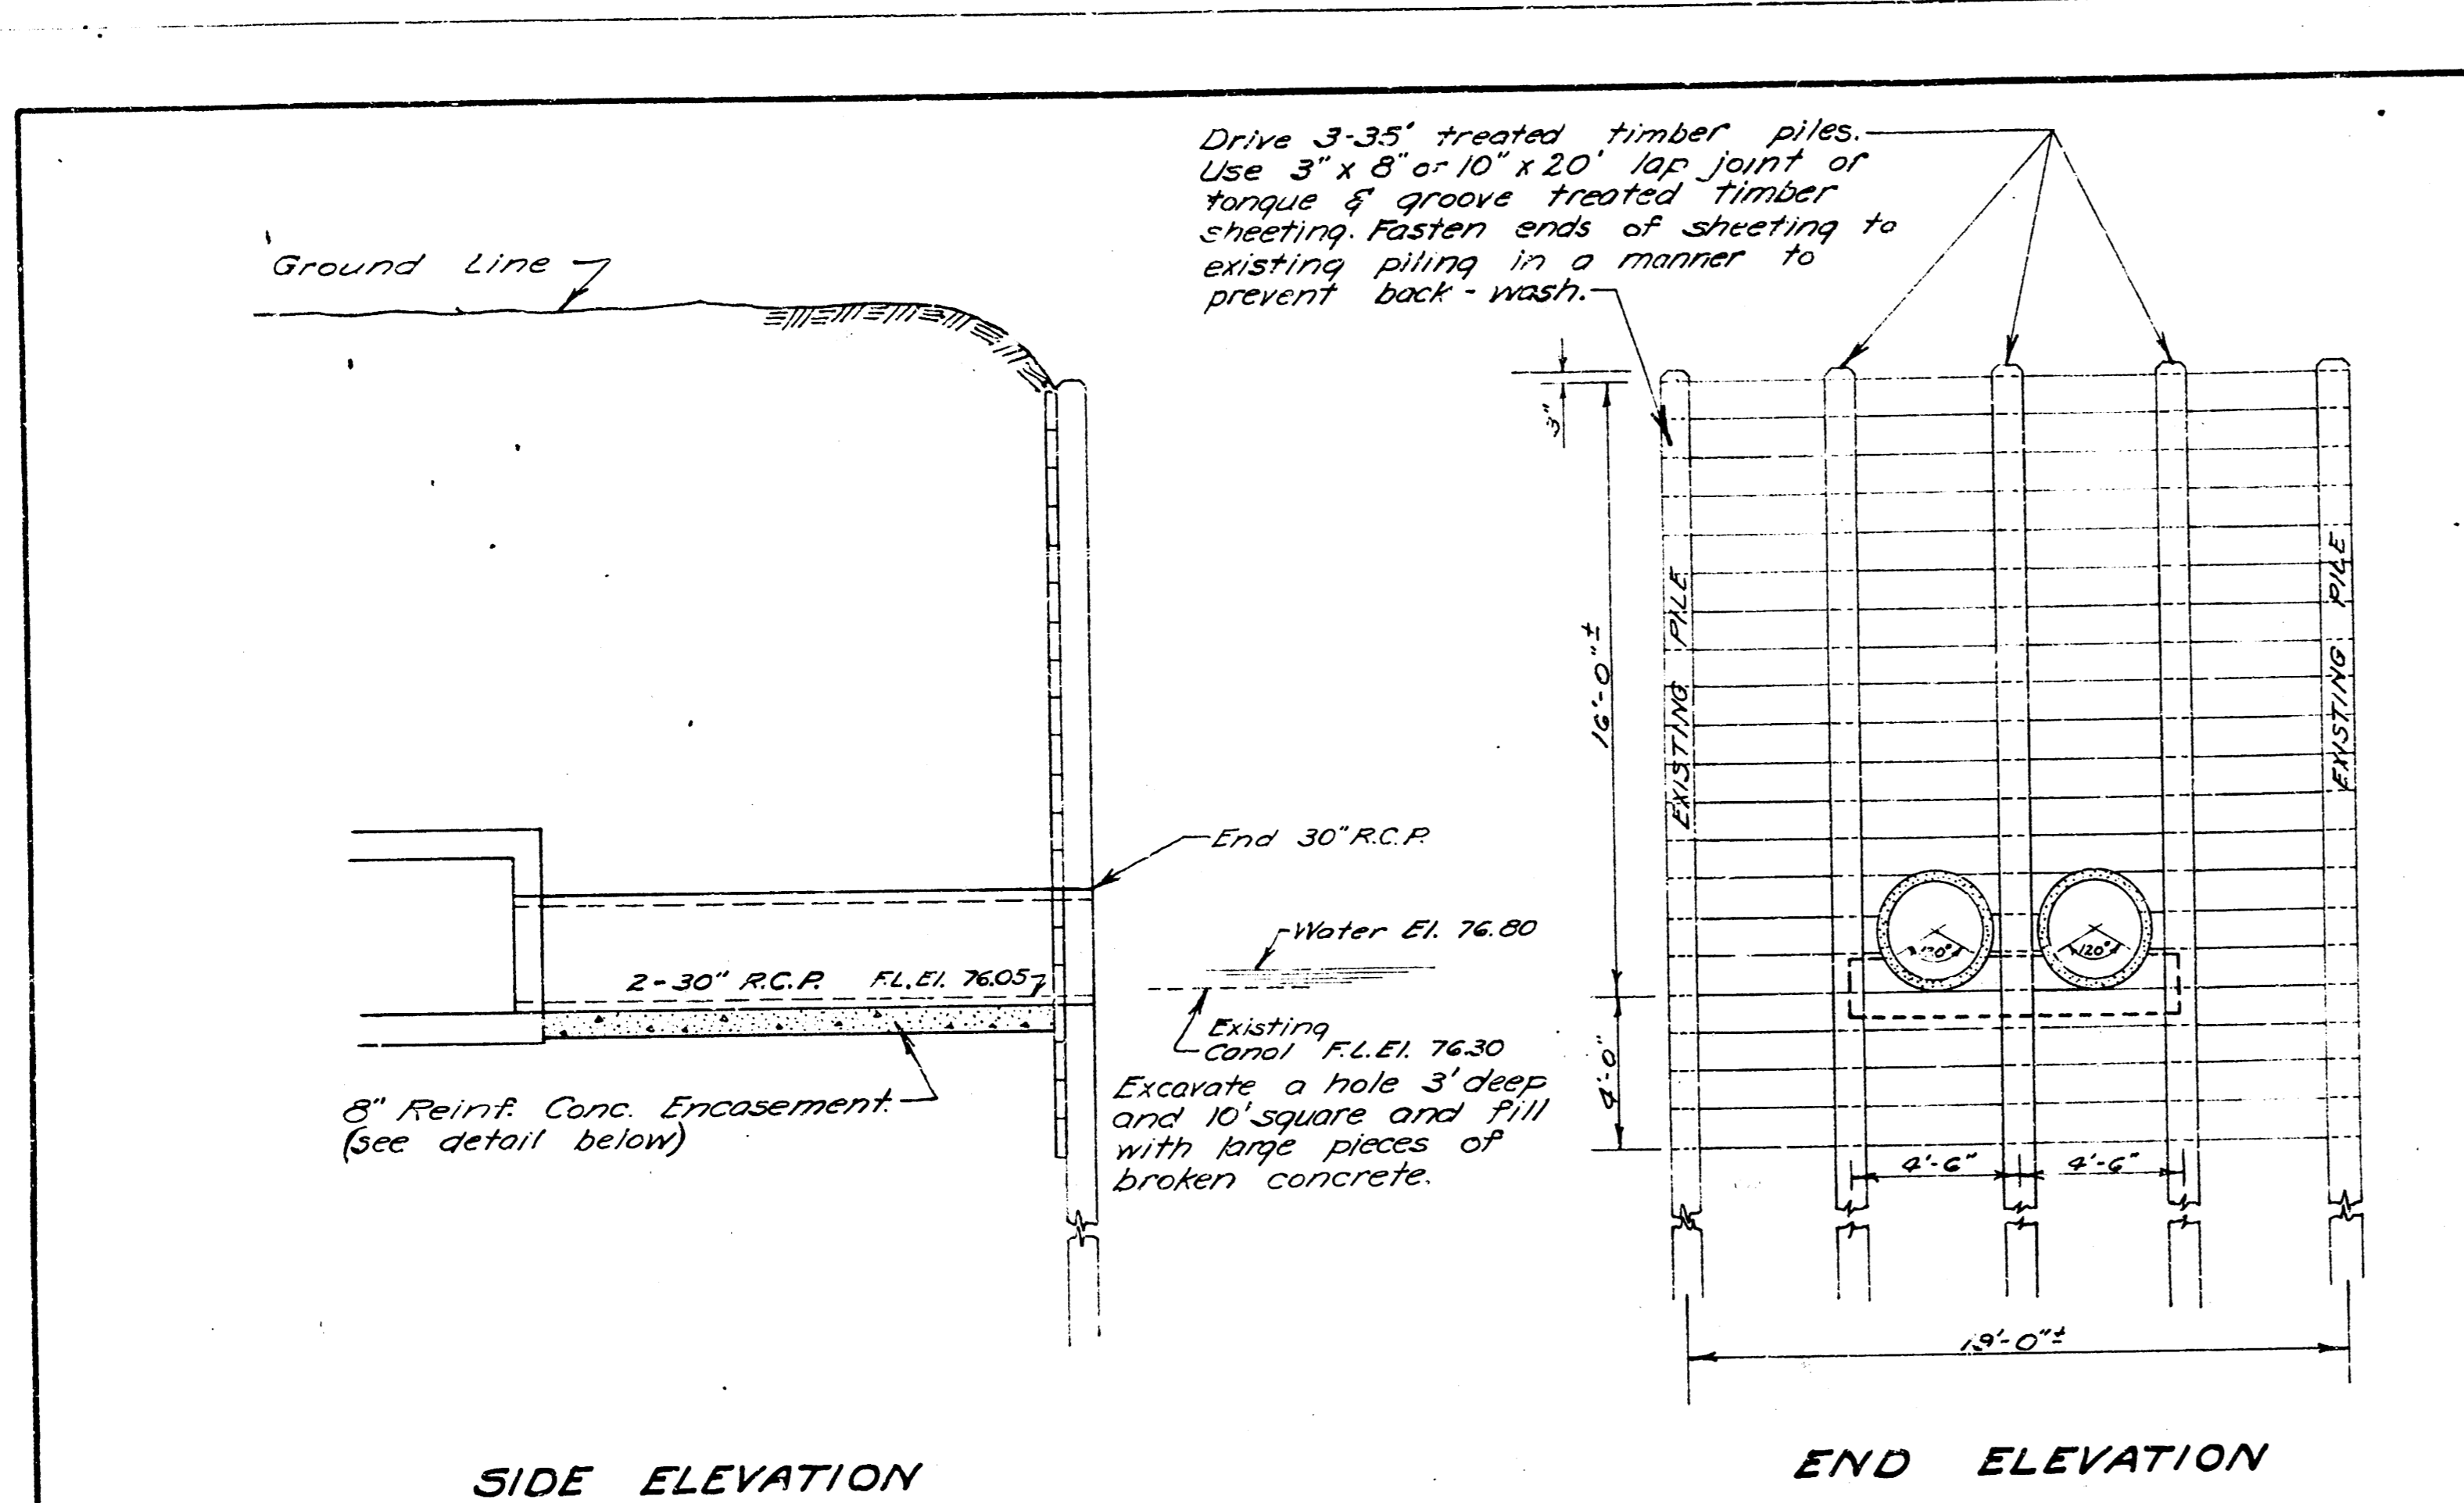 Drive 3-35' treated timber piles.
Use 3" x 8" or 10" x 20' lap joint or
tongue & groove treated timber
sheeting. Fasten ends of sheeting to
existing piling in a manner to
prevent back-wash.
Ground Line
3"
16'-0"±
EXISTING PILE
EXISTING PILE
End 30" R.C.P.
Water El. 76.80
2-30" R.C.P. F.L. El. 76.05
120°
120°
Existing
Canal F.L. El. 76.30
Excavate a hole 3' deep
and 10' square and fill
with large pieces of
broken concrete.
8" Reinf. Conc. Encasement.
(see detail below)
4'-0"
4'-6" 4'-6"
19'-0"±
SIDE ELEVATION
END ELEVATION